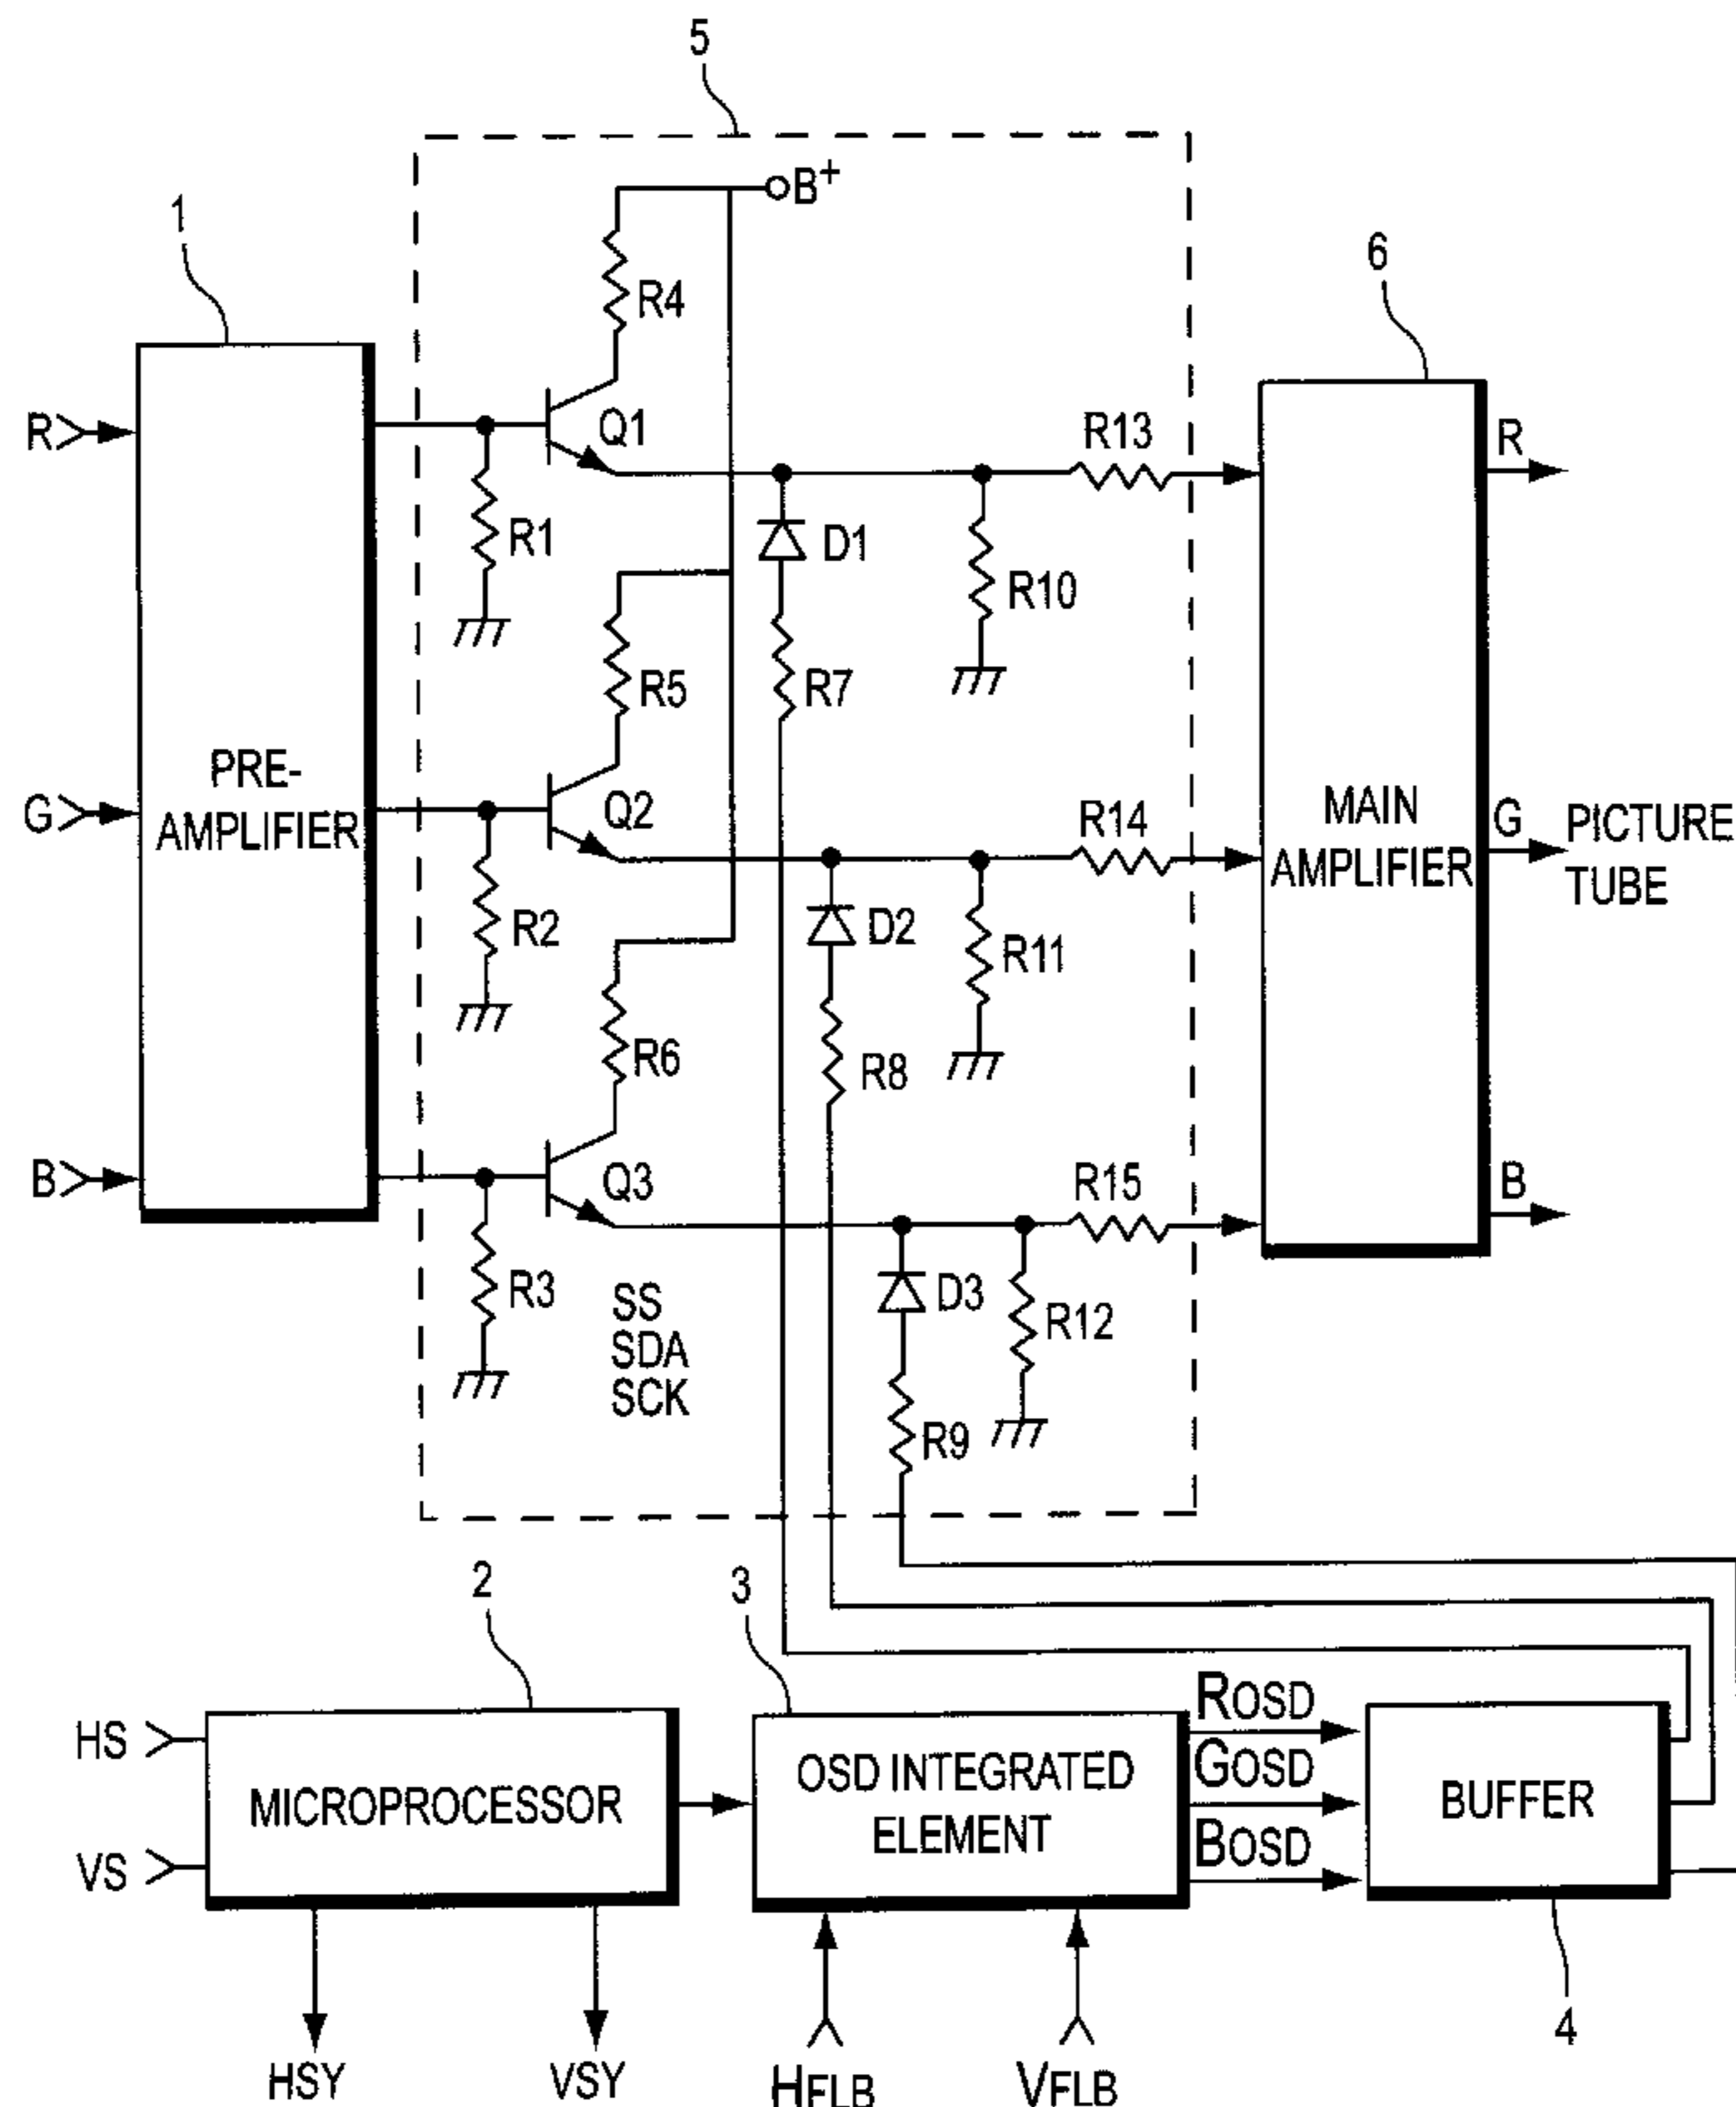 5
B+
1
R4
6
R
Q1
R13
R
R1
D1
R10
R5
R7
PRE-
AMPLIFIER
G
Q2
R14
MAIN
AMPLIFIER
G
PICTURE
TUBE
R2
D2
R11
R6
R8
B
Q3
R15
B
R3
SS
SDA
SCK
D3
R12
R9
2
3
HS
MICROPROCESSOR
VS
OSD INTEGRATED
ELEMENT
ROSD
GOSD
BOSD
BUFFER
4
HSY
VSY
HFLB
VFLB